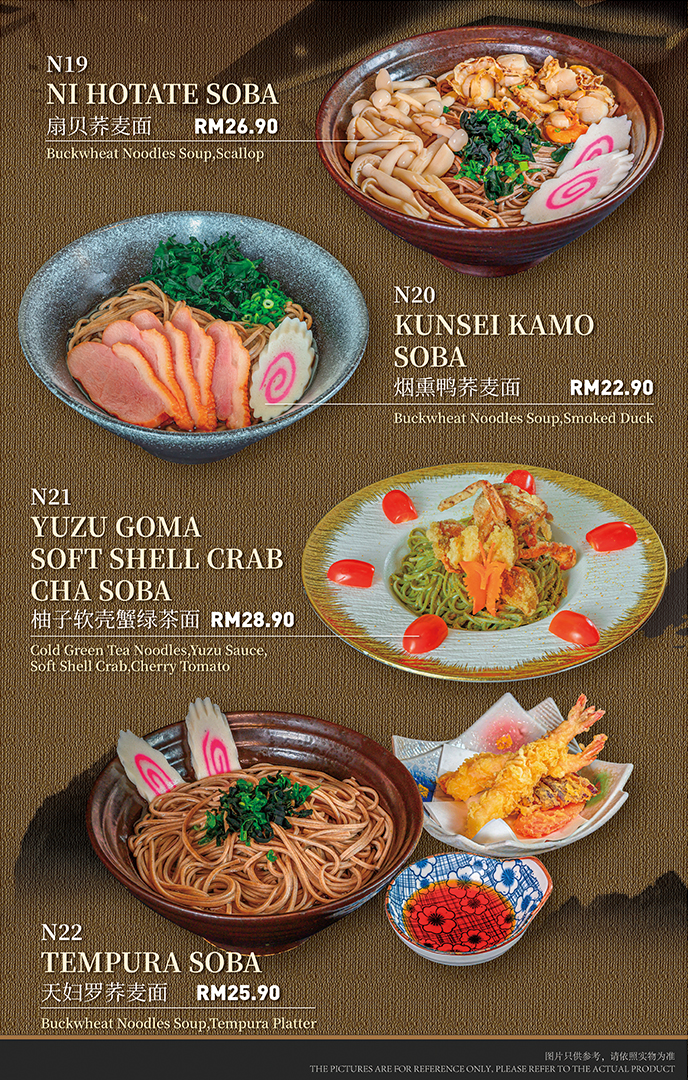 N19
NI HOTATE SOBA
扇贝荞麦面 RM26.90
Buckwheat Noodles Soup,Scallop
N20
KUNSEI KAMO
SOBA
烟熏鸭荞麦面 RM22.90
Buckwheat Noodles Soup,Smoked Duck
N21
YUZU GOMA
SOFT SHELL CRAB
CHA SOBA
柚子软壳蟹绿茶面 RM28.90
Cold Green Tea Noodles,Yuzu Sauce,
Soft Shell Crab,Cherry Tomato
N22
TEMPURA SOBA
天妇罗荞麦面 RM25.90
Buckwheat Noodles Soup,Tempura Platter
图片只供参考，请依照实物为准
THE PICTURES ARE FOR REFERENCE ONLY, PLEASE REFER TO THE ACTUAL PRODUCT